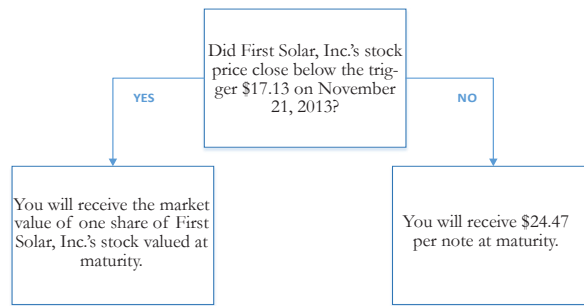 Did First Solar, Inc.'s stock
price close below the trig-
ger $17.13 on November
21, 2013?
YES
NO
You will receive the market
value of one share of First
Solar, Inc.'s stock valued at
maturity.
You will receive $24.47
per note at maturity.